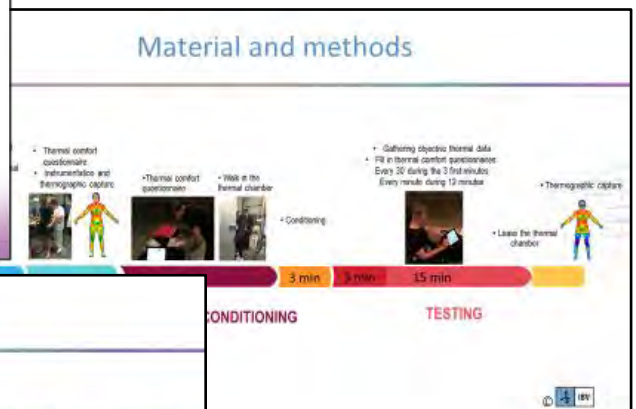 Material and methods
• Thermal comfort
questionnaire
• Instrumentation and
thermographic capture
•Thermal comfort
questionnaire
• Walk in the
thermal chamber
• Conditioning
• Gathering objective thermal data
• Fill in thermal comfort questionnaires
Every 30' during the 3 first minutes
Every minute during 12 minutes
• Thermographic capture
• Leave the thermal
chamber
3 min
3 min
15 min
CONDITIONING
TESTING
© IBV